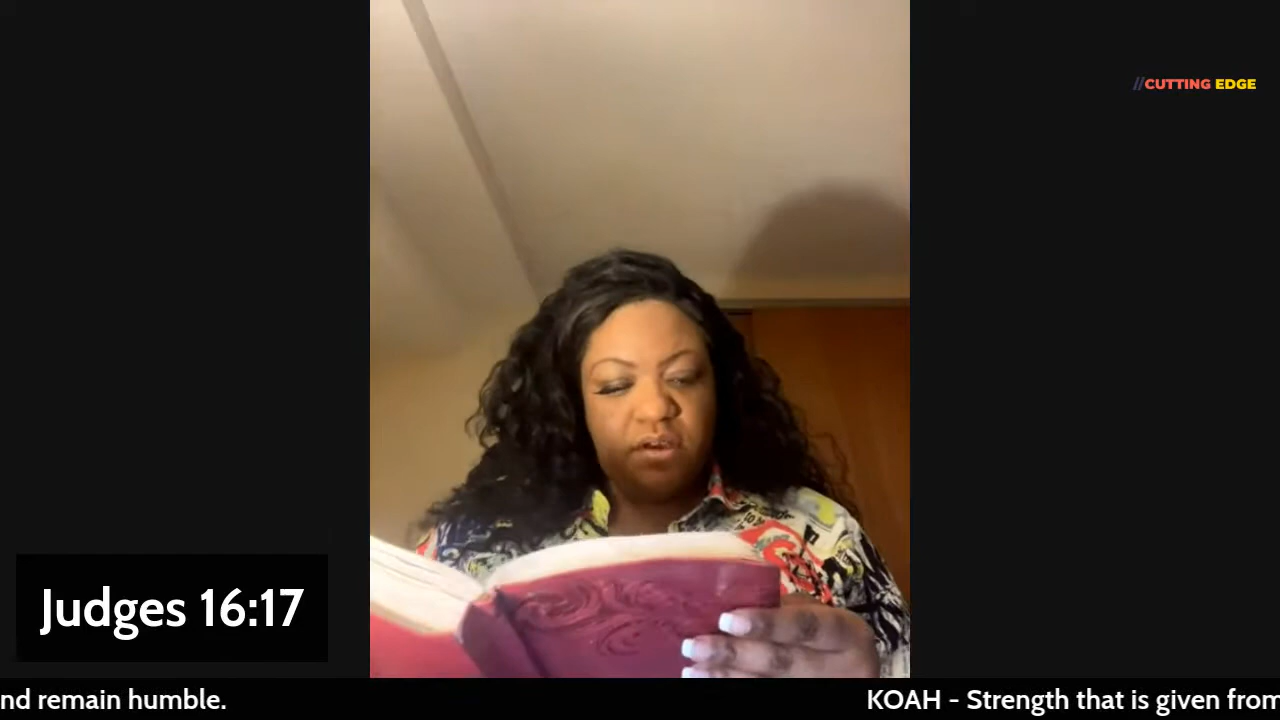 //CUTTING EDGE
Judges 16:17
nd remain humble.
KOAH - Strength that is given from